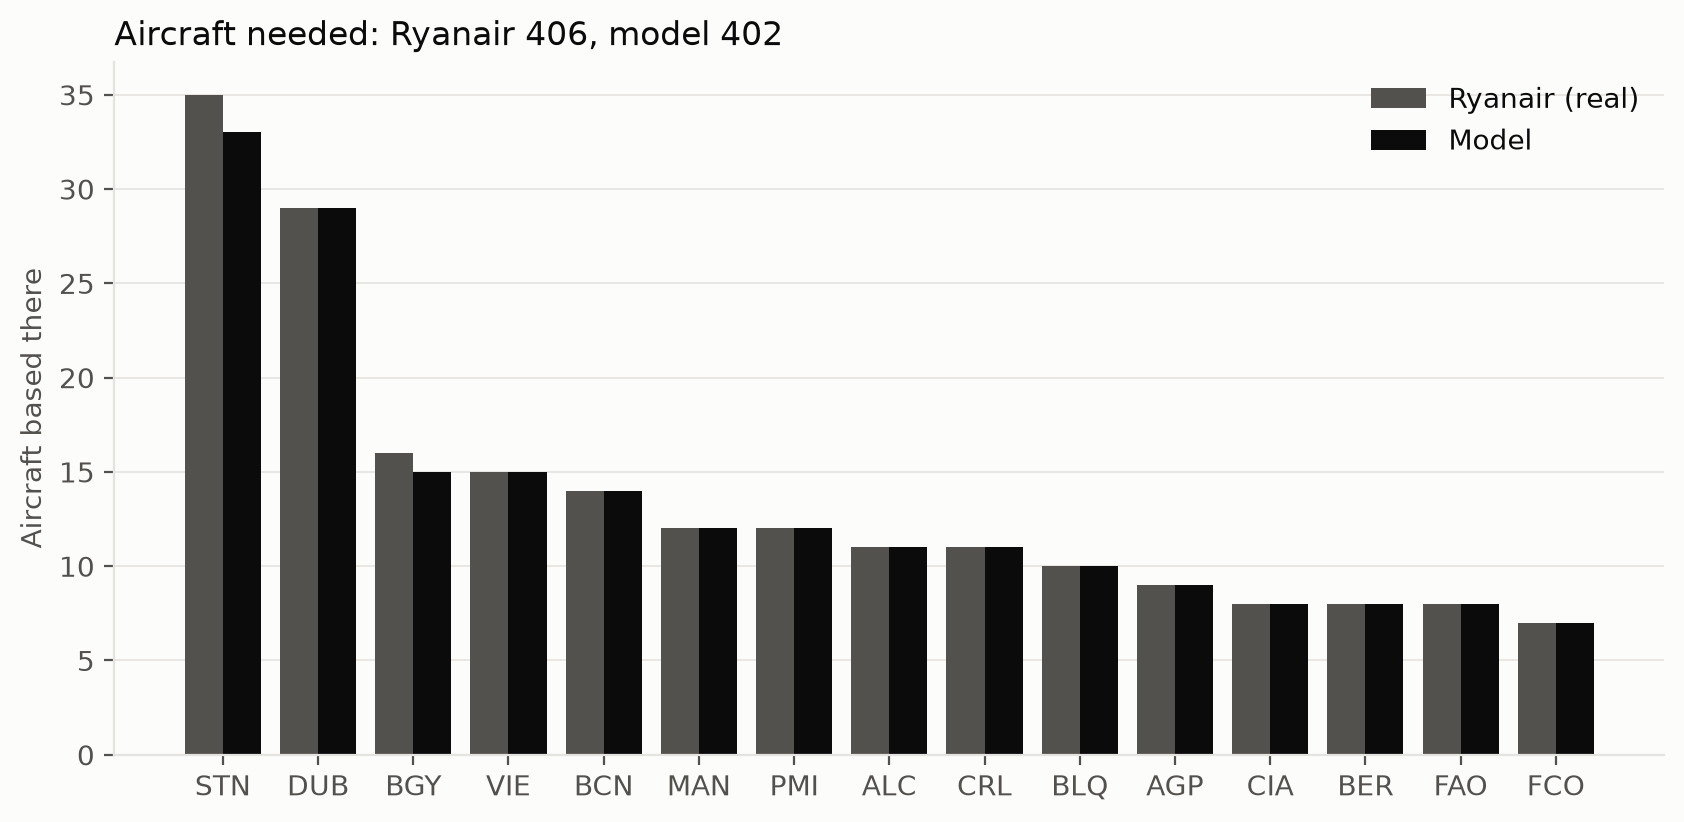 Aircraft needed: Ryanair 406, model 402
Ryanair (real)
Model
Aircraft based there
35
30
25
20
15
10
5
0
STN DUB BGY VIE BCN MAN PMI ALC CRL BLQ AGP CIA BER FAO FCO